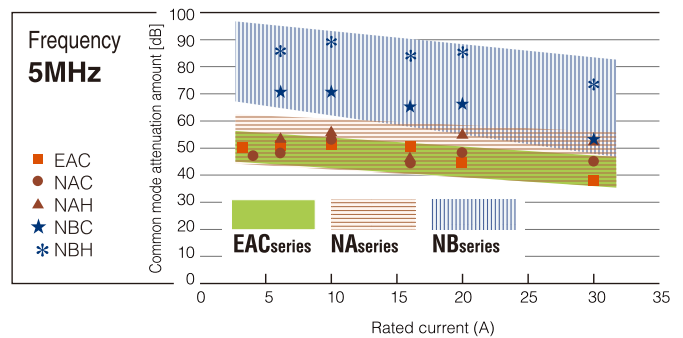 Frequency
5MHz
EAC
NAC
NAH
NBC
NBH
Common mode attenuation amount [dB]
100
90
80
70
60
50
40
30
20
10
0
EACseries
NAseries
NBseries
0 5 10 15 20 25 30 35
Rated current (A)